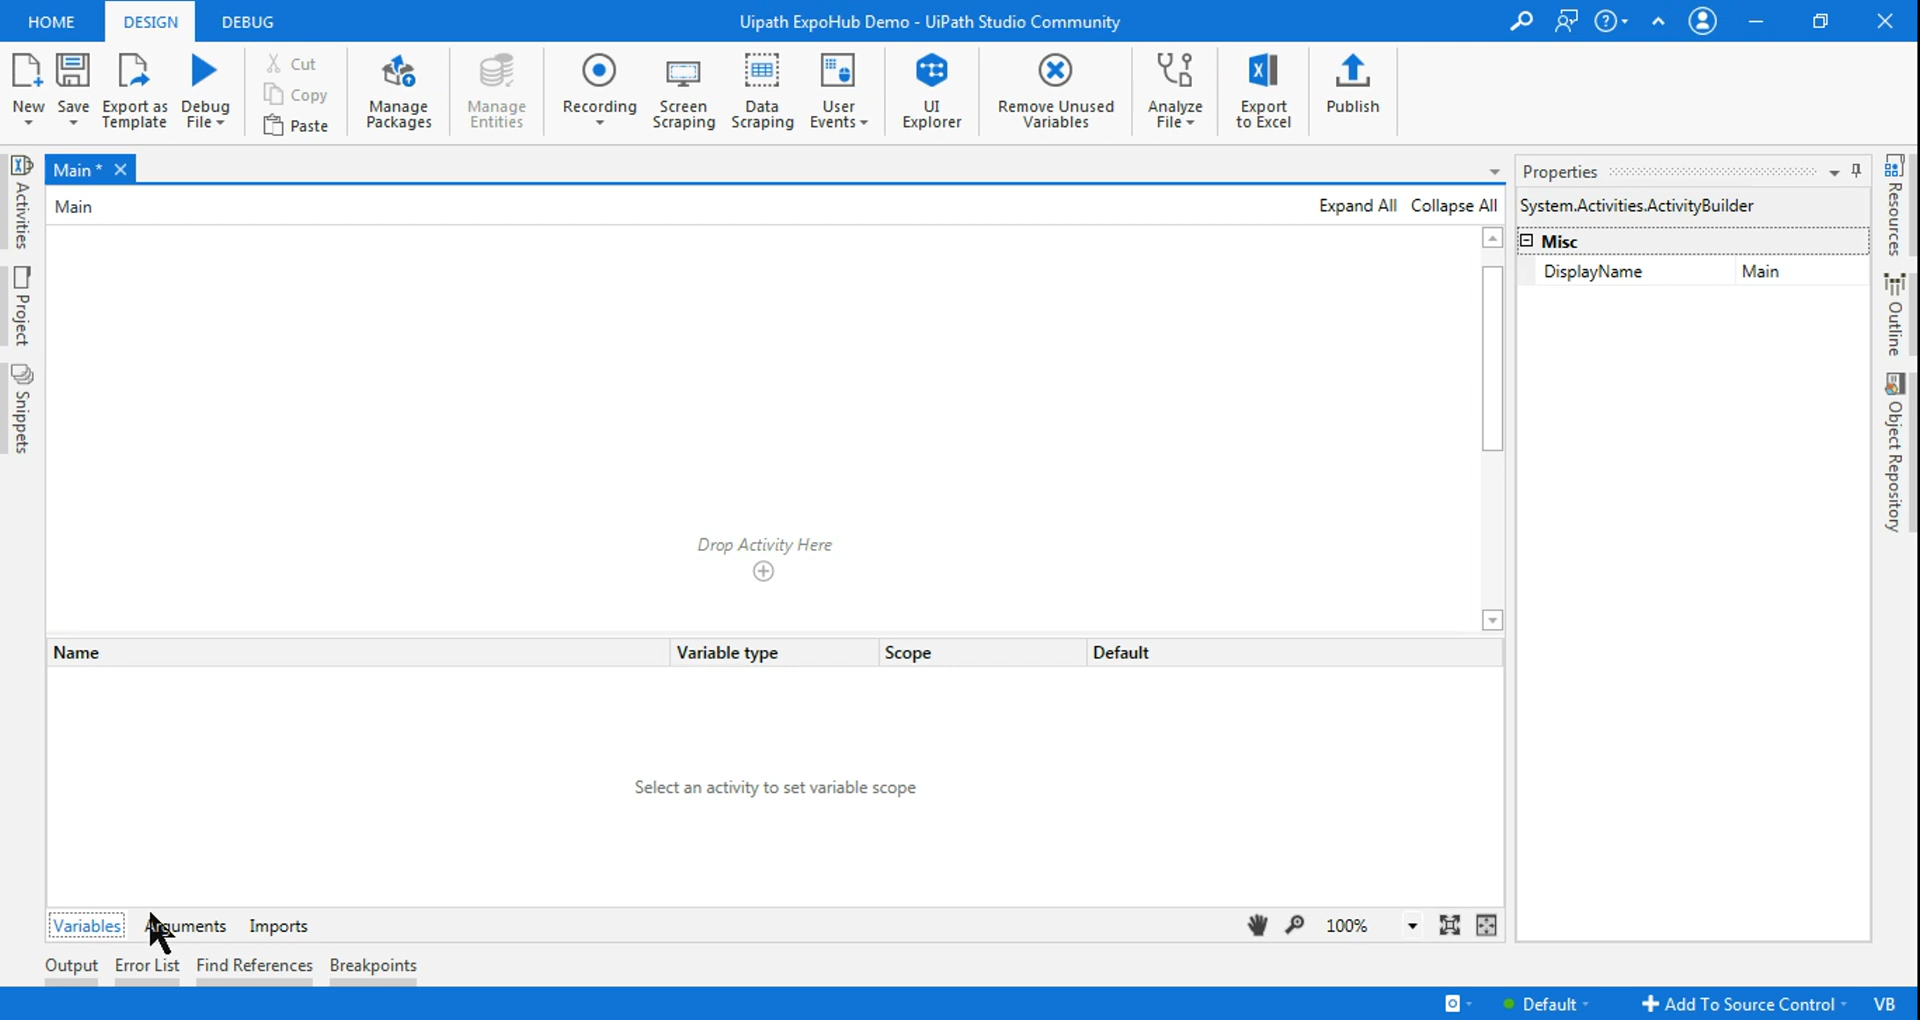 HOME DESIGN DEBUG Uipath ExpoHub Demo - UiPath Studio Community
New Save Export as Template Debug File Cut Copy Paste Manage Packages Manage Entities Recording Screen Scraping Data Scraping User Events UI Explorer Remove Unused Variables Analyze File Export to Excel Publish
Activities
Project
Snippets
Main *
Main Expand All Collapse All
Drop Activity Here
Name Variable type Scope Default
Select an activity to set variable scope
Variables Arguments Imports 100%
Output Error List Find References Breakpoints
Properties
System.Activities.ActivityBuilder
Misc
DisplayName Main
Resources
Outline
Object Repository
Default Add To Source Control VB